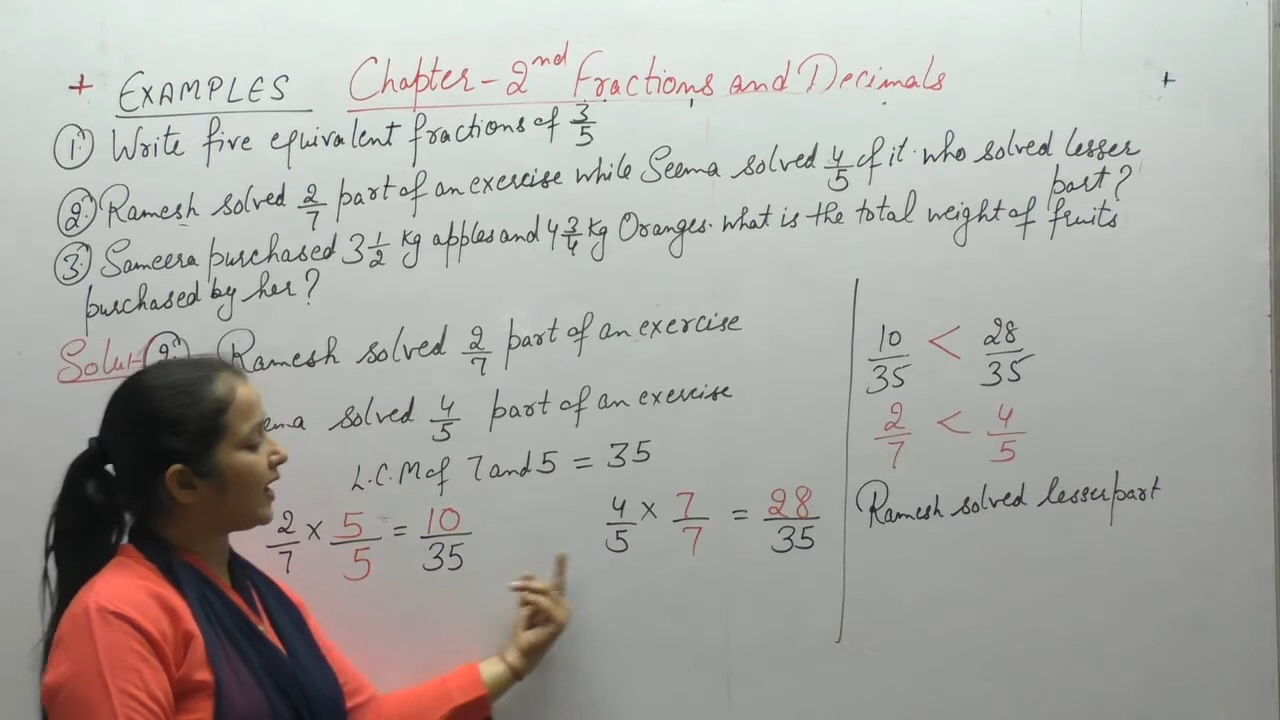 + EXAMPLES Chapter-2nd Fractions and Decimals +
① Write five equivalent fractions of 3/5
② Ramesh solved 2/7 part of an exercise while Seema solved 4/5 of it. who solved lesser part?
③ Sameera purchased 3 1/2 kg apples and 4 3/4 kg Oranges. what is the total weight of fruits
purchased by her?
Solu:- ② Ramesh solved 2/7 part of an exercise
solved 4/5 part of an exercise
L.C.M of 7 and 5 = 35
2/7 × 5/5 = 10/35
4/5 × 7/7 = 28/35
10/35 < 28/35
2/7 < 4/5
Ramesh solved lesser part